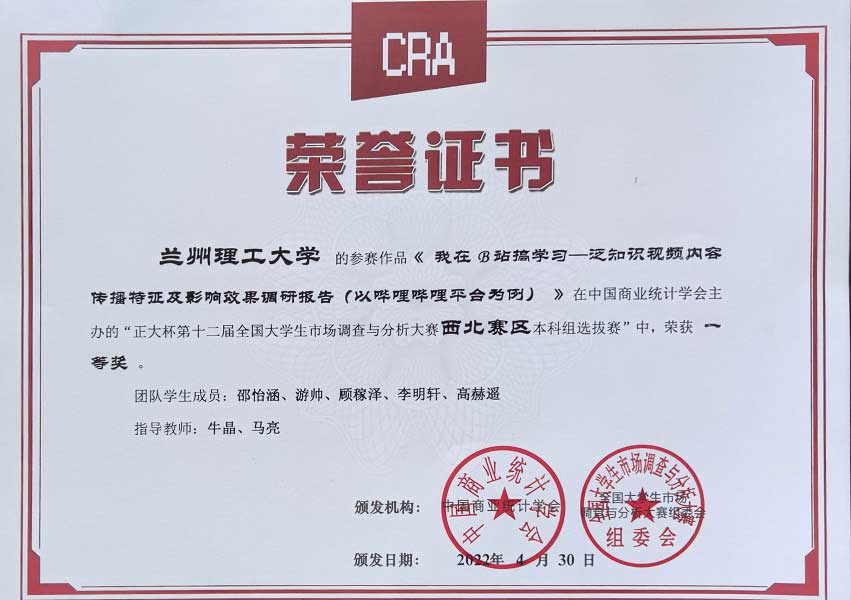 CRA
荣誉证书
兰州理工大学 的参赛作品《 我在 B站搞学习—泛知识视频内容
传播特征及影响效果调研报告（以哔哩哔哩平台为例） 》在中国商业统计学会主
办的“正大杯第十二届全国大学生市场调查与分析大赛西北赛区本科组选拔赛”中，荣获 一
等奖 。
团队学生成员：邵怡涵、游帅、顾稼泽、李明轩、高赫遥
指导教师：牛晶、马亮
颁发机构： 中国商业统计学会 全国大学生市场
调查与分析大赛组委会
中国商业统计学会
全国大学生市场调查与分析大赛
组委会
颁发日期： 2022年 4 月 30 日